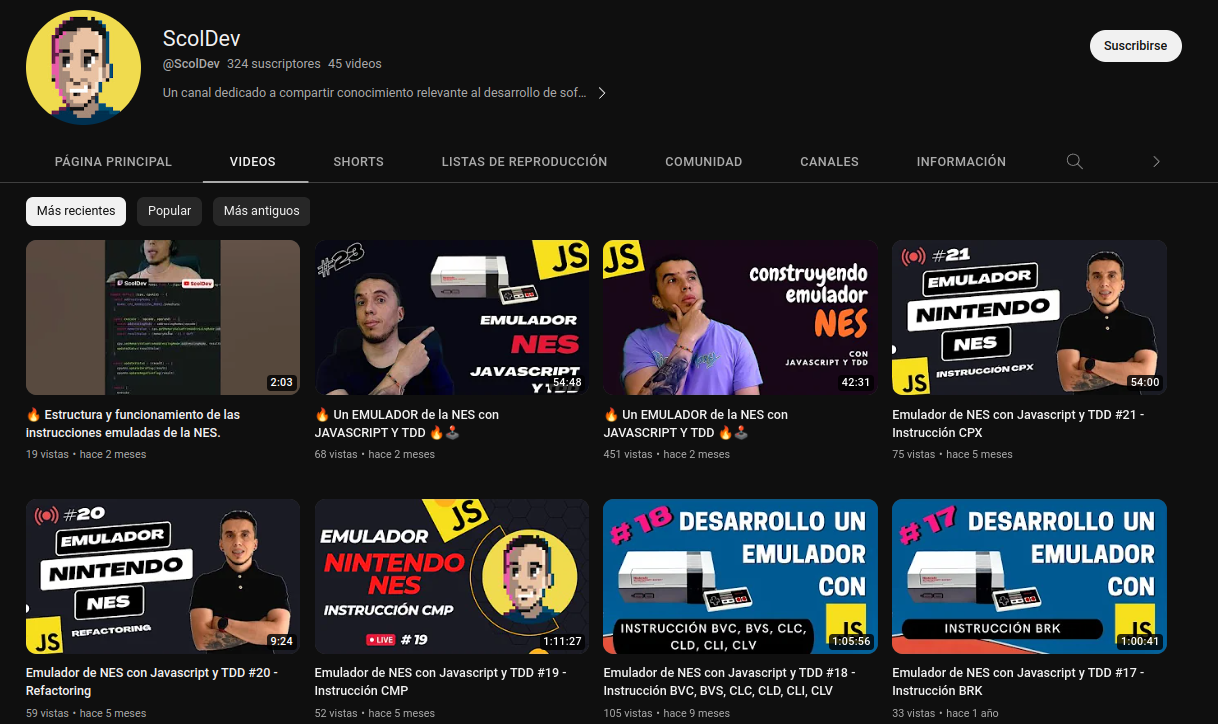 ScolDev
@ScolDev 324 suscriptores 45 videos
Un canal dedicado a compartir conocimiento relevante al desarrollo de sof...
Suscribirse
PÁGINA PRINCIPAL VIDEOS SHORTS LISTAS DE REPRODUCCIÓN COMUNIDAD CANALES INFORMACIÓN
Más recientes Popular Más antiguos
ScolDev ScolDev
2:03
#23
JS
EMULADOR
NES
JAVASCRIPT
Y TDD
54:48
JS
construyendo
emulador
NES
CON
JAVASCRIPT Y TDD
42:31
#21
EMULADOR
NINTENDO
NES
INSTRUCCIÓN CPX
JS
54:00
🔥 Estructura y funcionamiento de las
instrucciones emuladas de la NES.
19 vistas • hace 2 meses
🔥 Un EMULADOR de la NES con
JAVASCRIPT Y TDD 🔥🕹️
68 vistas • hace 2 meses
🔥 Un EMULADOR de la NES con
JAVASCRIPT Y TDD 🔥🕹️
451 vistas • hace 2 meses
Emulador de NES con Javascript y TDD #21 -
Instrucción CPX
75 vistas • hace 5 meses
#20
EMULADOR
NINTENDO
NES
REFACTORING
JS
9:24
JS
EMULADOR
NINTENDO
NES
INSTRUCCIÓN CMP
LIVE # 19
1:11:27
#18 DESARROLLO UN
EMULADOR
CON
JS
INSTRUCCIÓN BVC, BVS, CLC,
CLD, CLI, CLV
1:05:56
#17 DESARROLLO UN
EMULADOR
CON
JS
INSTRUCCIÓN BRK
1:00:41
Emulador de NES con Javascript y TDD #20 -
Refactoring
59 vistas • hace 5 meses
Emulador de NES con Javascript y TDD #19 -
Instrucción CMP
52 vistas • hace 5 meses
Emulador de NES con Javascript y TDD #18 -
Instrucción BVC, BVS, CLC, CLD, CLI, CLV
105 vistas • hace 9 meses
Emulador de NES con Javascript y TDD #17 -
Instrucción BRK
33 vistas • hace 1 año